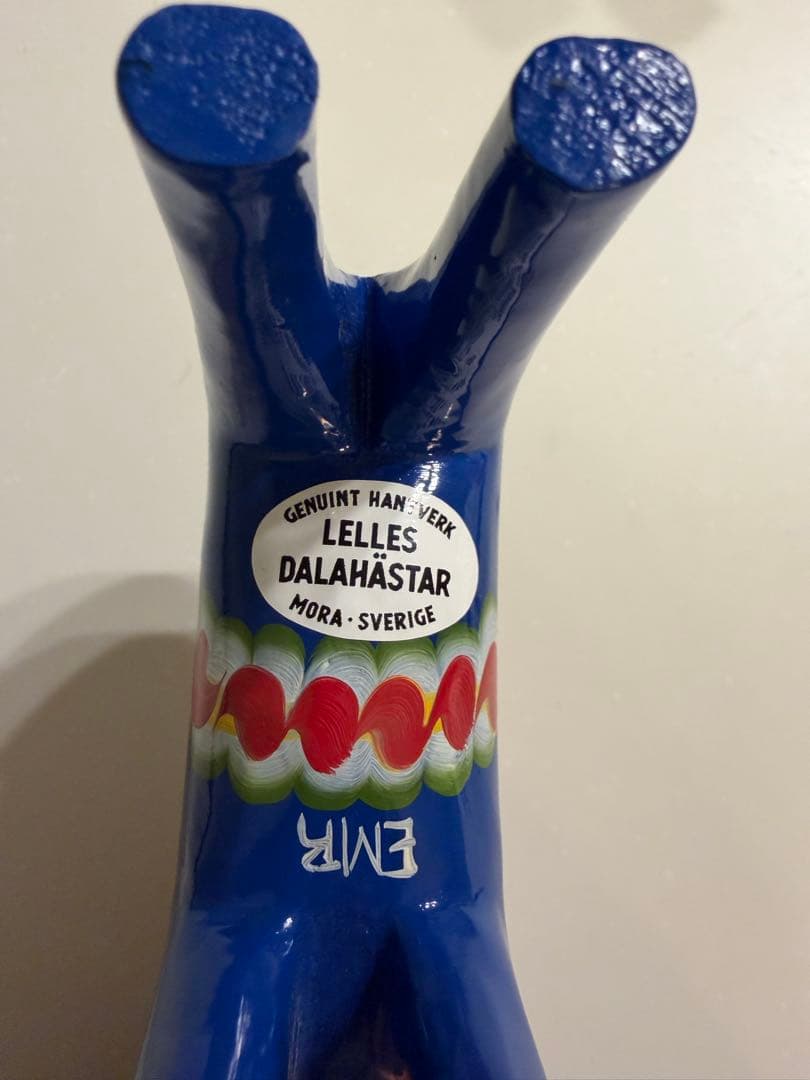 GENUINT HANTVERK
LELLES
DALAHÄSTAR
MORA · SVERIGE
EMR